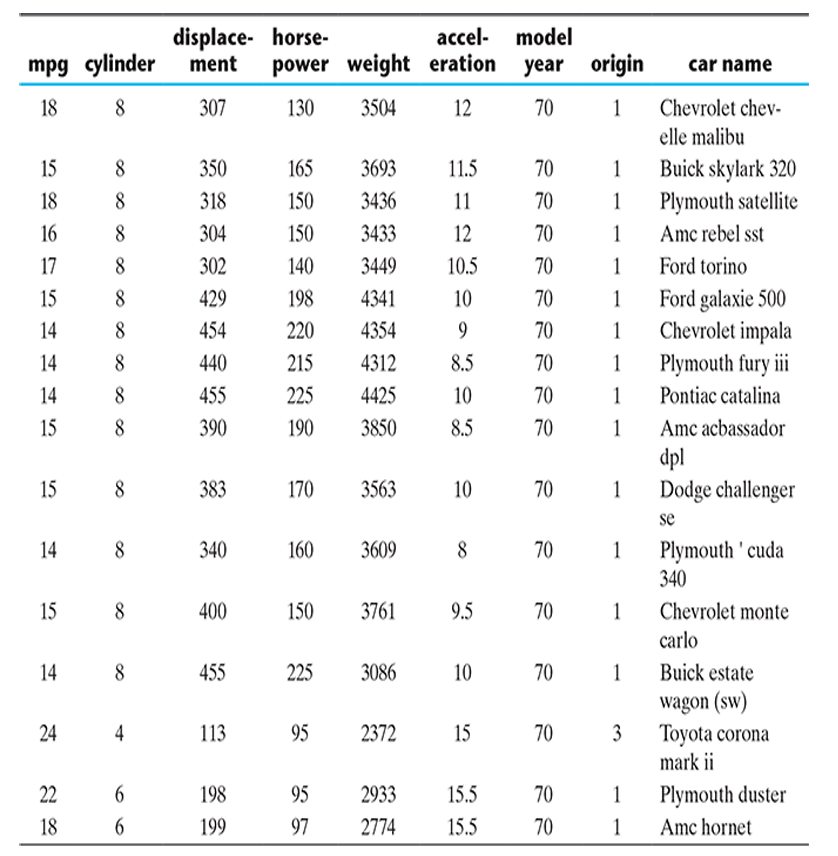 displace- horse- accel- model
mpg cylinder ment power weight eration year origin car name
18 8 307 130 3504 12 70 1 Chevrolet chev-
elle malibu
15 8 350 165 3693 11.5 70 1 Buick skylark 320
18 8 318 150 3436 11 70 1 Plymouth satellite
16 8 304 150 3433 12 70 1 Amc rebel sst
17 8 302 140 3449 10.5 70 1 Ford torino
15 8 429 198 4341 10 70 1 Ford galaxie 500
14 8 454 220 4354 9 70 1 Chevrolet impala
14 8 440 215 4312 8.5 70 1 Plymouth fury iii
14 8 455 225 4425 10 70 1 Pontiac catalina
15 8 390 190 3850 8.5 70 1 Amc acbassador
dpl
15 8 383 170 3563 10 70 1 Dodge challenger
se
14 8 340 160 3609 8 70 1 Plymouth ' cuda
340
15 8 400 150 3761 9.5 70 1 Chevrolet monte
carlo
14 8 455 225 3086 10 70 1 Buick estate
wagon (sw)
24 4 113 95 2372 15 70 3 Toyota corona
mark ii
22 6 198 95 2933 15.5 70 1 Plymouth duster
18 6 199 97 2774 15.5 70 1 Amc hornet